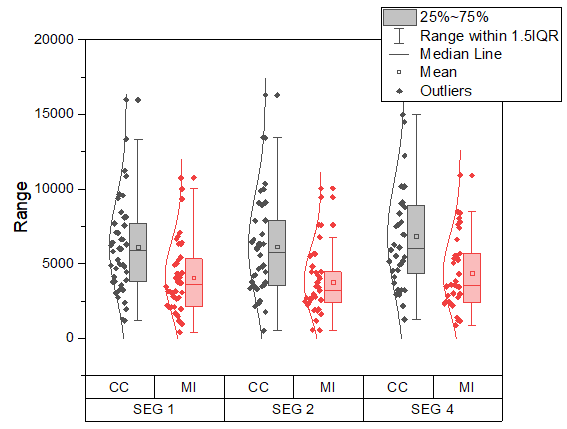 25%~75%
Range within 1.5IQR
Median Line
Mean
Outliers
20000
15000
10000
5000
0
Range
CC MI CC MI CC MI
SEG 1 SEG 2 SEG 4